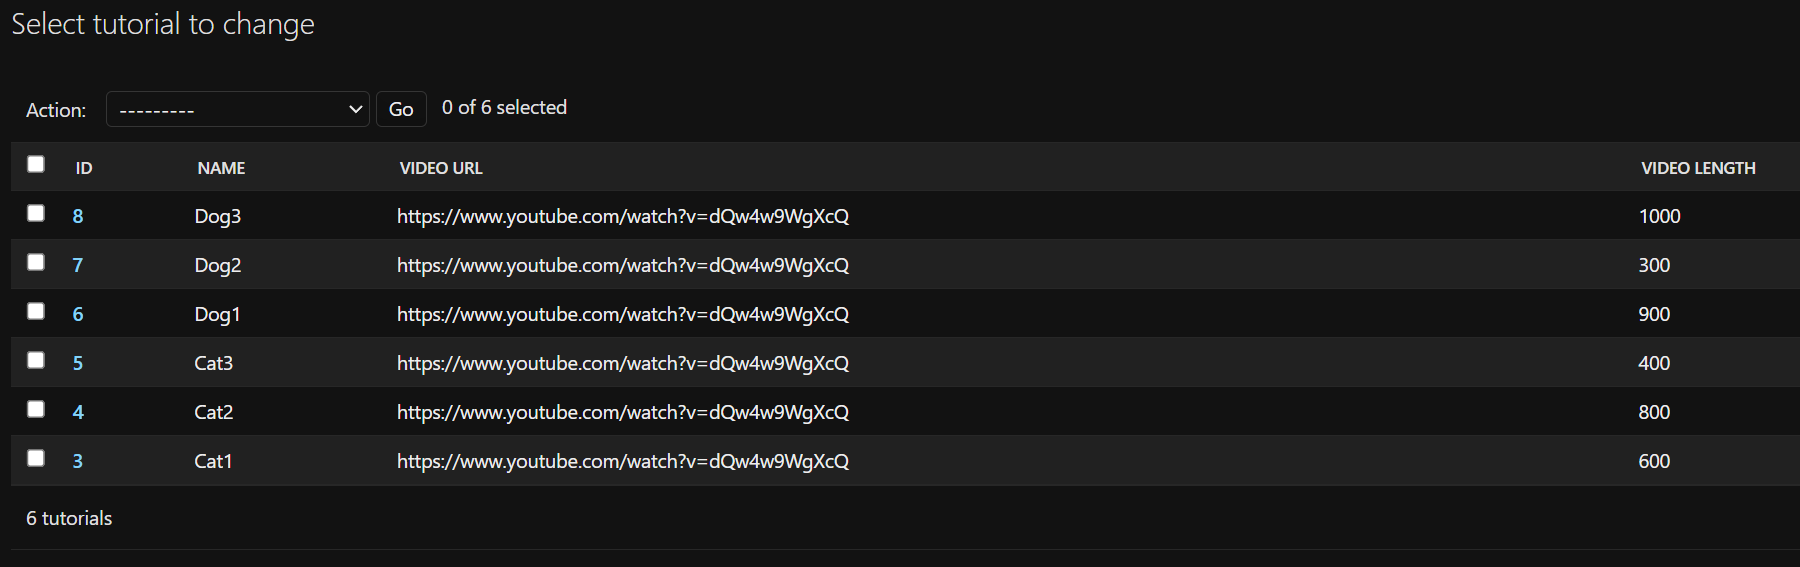 Select tutorial to change
Action: --------- Go 0 of 6 selected
ID NAME VIDEO URL VIDEO LENGTH
8 Dog3 https://www.youtube.com/watch?v=dQw4w9WgXcQ 1000
7 Dog2 https://www.youtube.com/watch?v=dQw4w9WgXcQ 300
6 Dog1 https://www.youtube.com/watch?v=dQw4w9WgXcQ 900
5 Cat3 https://www.youtube.com/watch?v=dQw4w9WgXcQ 400
4 Cat2 https://www.youtube.com/watch?v=dQw4w9WgXcQ 800
3 Cat1 https://www.youtube.com/watch?v=dQw4w9WgXcQ 600
6 tutorials